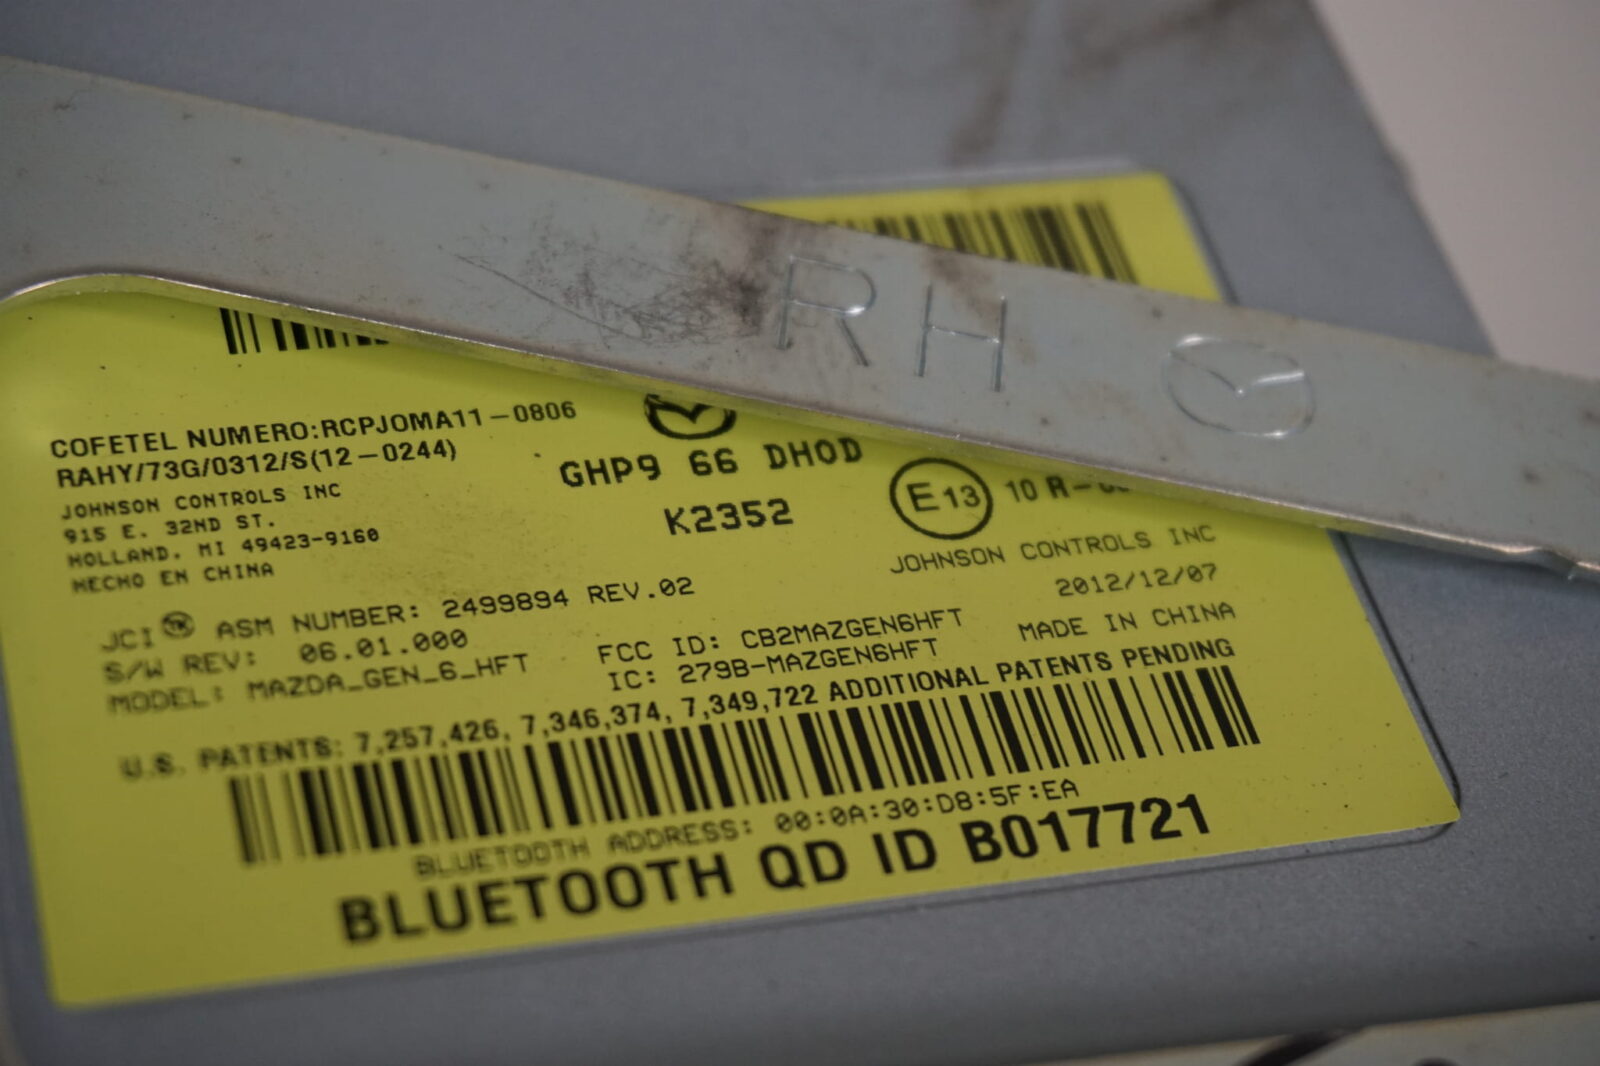 RH
COFETEL NUMERO:RCPJOMA11-0806
RAHY/73G/0312/S(12-0244)
JOHNSON CONTROLS INC
915 E. 32ND ST.
HOLLAND, MI 49423-9160
HECHO EN CHINA
GHP9 66 DH0D
K2352
E13 10 R-
JOHNSON CONTROLS INC
2012/12/07
MADE IN CHINA
JCI ASM NUMBER: 2499894 REV.02
S/W REV: 06.01.000
MODEL: MAZDA_GEN_6_HFT
FCC ID: CB2MAZGEN6HFT
IC: 279B-MAZGEN6HFT
U.S. PATENTS: 7,257,426, 7,346,374, 7,349,722 ADDITIONAL PATENTS PENDING
BLUETOOTH ADDRESS: 00:0A:30:D8:5F:EA
BLUETOOTH QD ID B017721